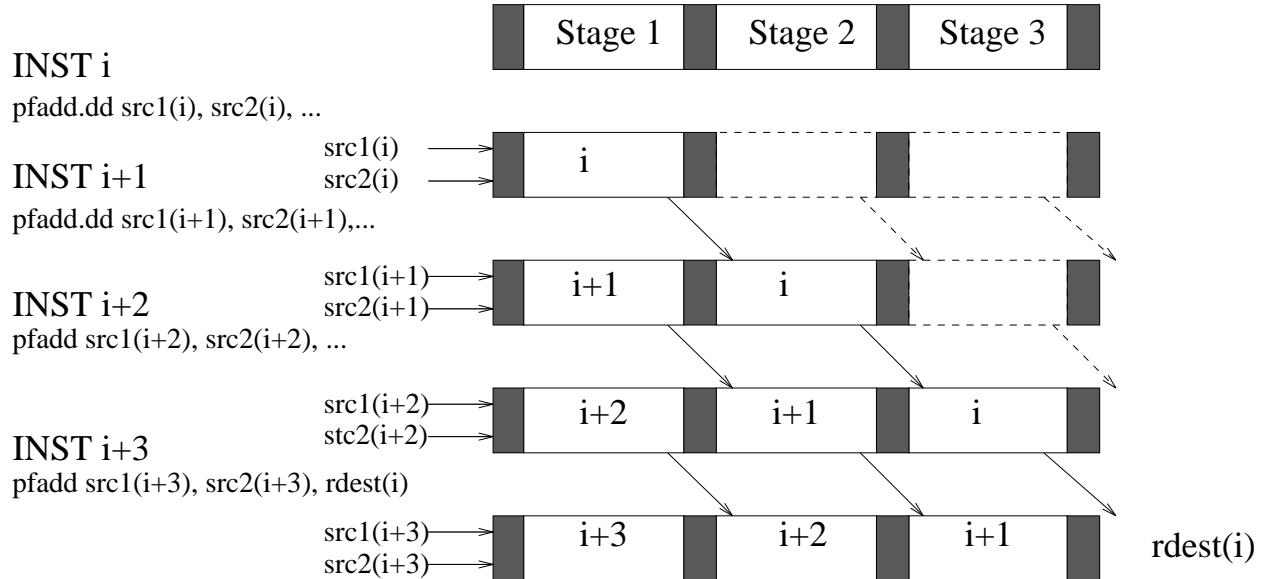 Stage 1 Stage 2 Stage 3
INST i
pfadd.dd src1(i), src2(i), ...
src1(i)
i
INST i+1
src2(i)
pfadd.dd src1(i+1), src2(i+1),...
src1(i+1)
i+1 i
INST i+2
src2(i+1)
pfadd src1(i+2), src2(i+2), ...
src1(i+2)
i+2 i+1 i
stc2(i+2)
INST i+3
pfadd src1(i+3), src2(i+3), rdest(i)
src1(i+3)
i+3 i+2 i+1
rdest(i)
src2(i+3)